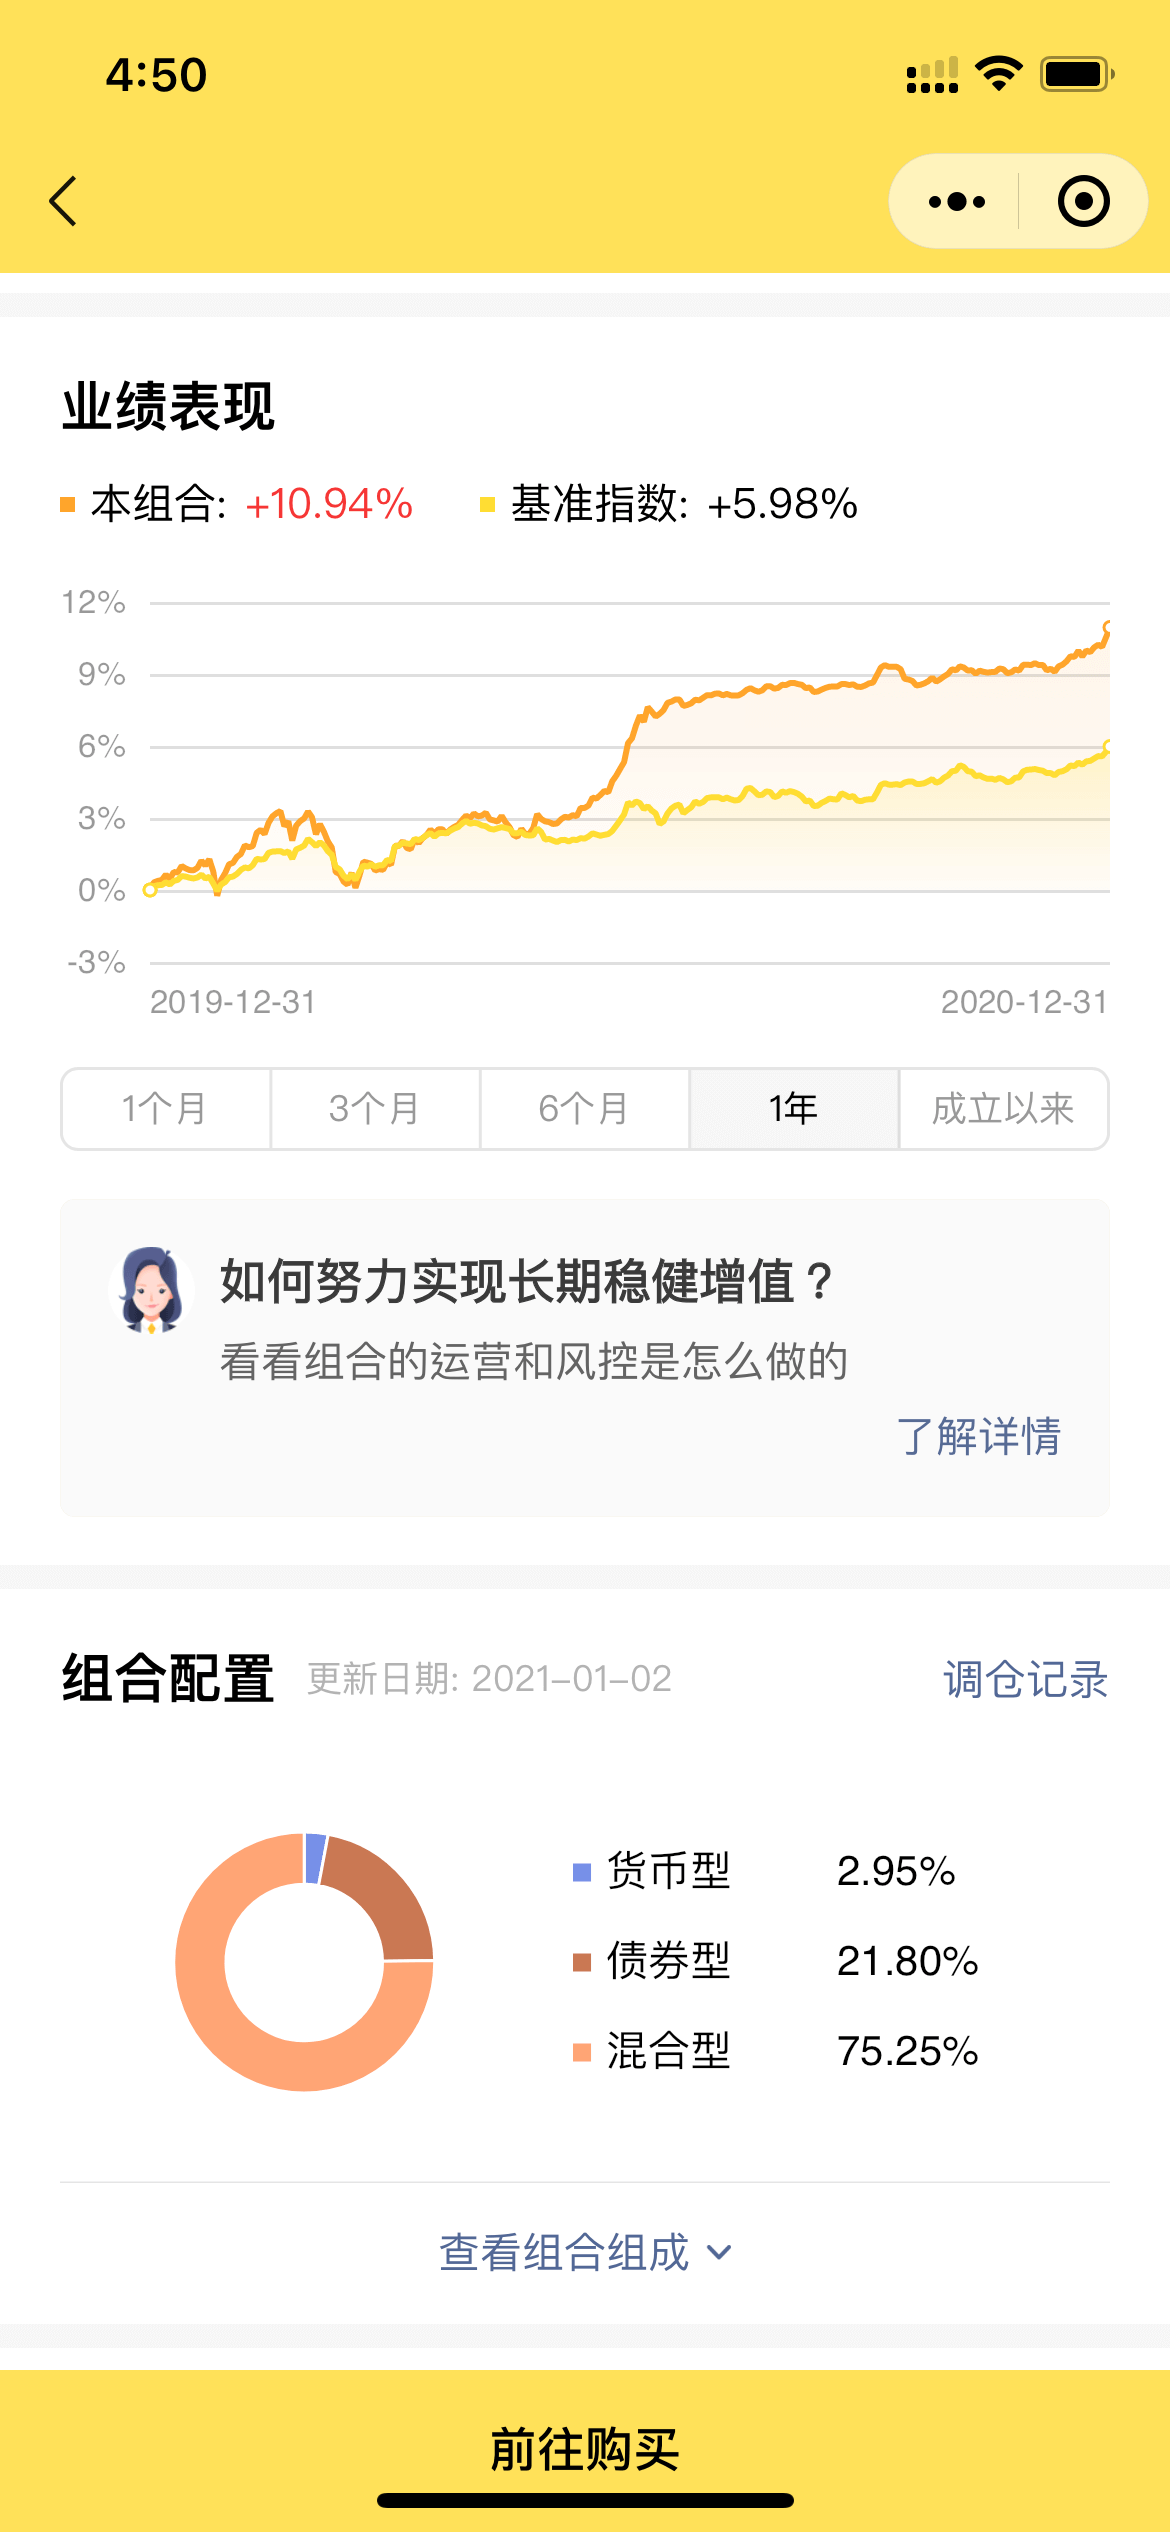 4:50
业绩表现
本组合: +10.94% 基准指数: +5.98%
12%
9%
6%
3%
0%
-3%
2019-12-31 2020-12-31
1个月 3个月 6个月 1年 成立以来
如何努力实现长期稳健增值？
看看组合的运营和风控是怎么做的
了解详情
组合配置 更新日期: 2021-01-02 调仓记录
货币型 2.95%
债券型 21.80%
混合型 75.25%
查看组合组成
前往购买